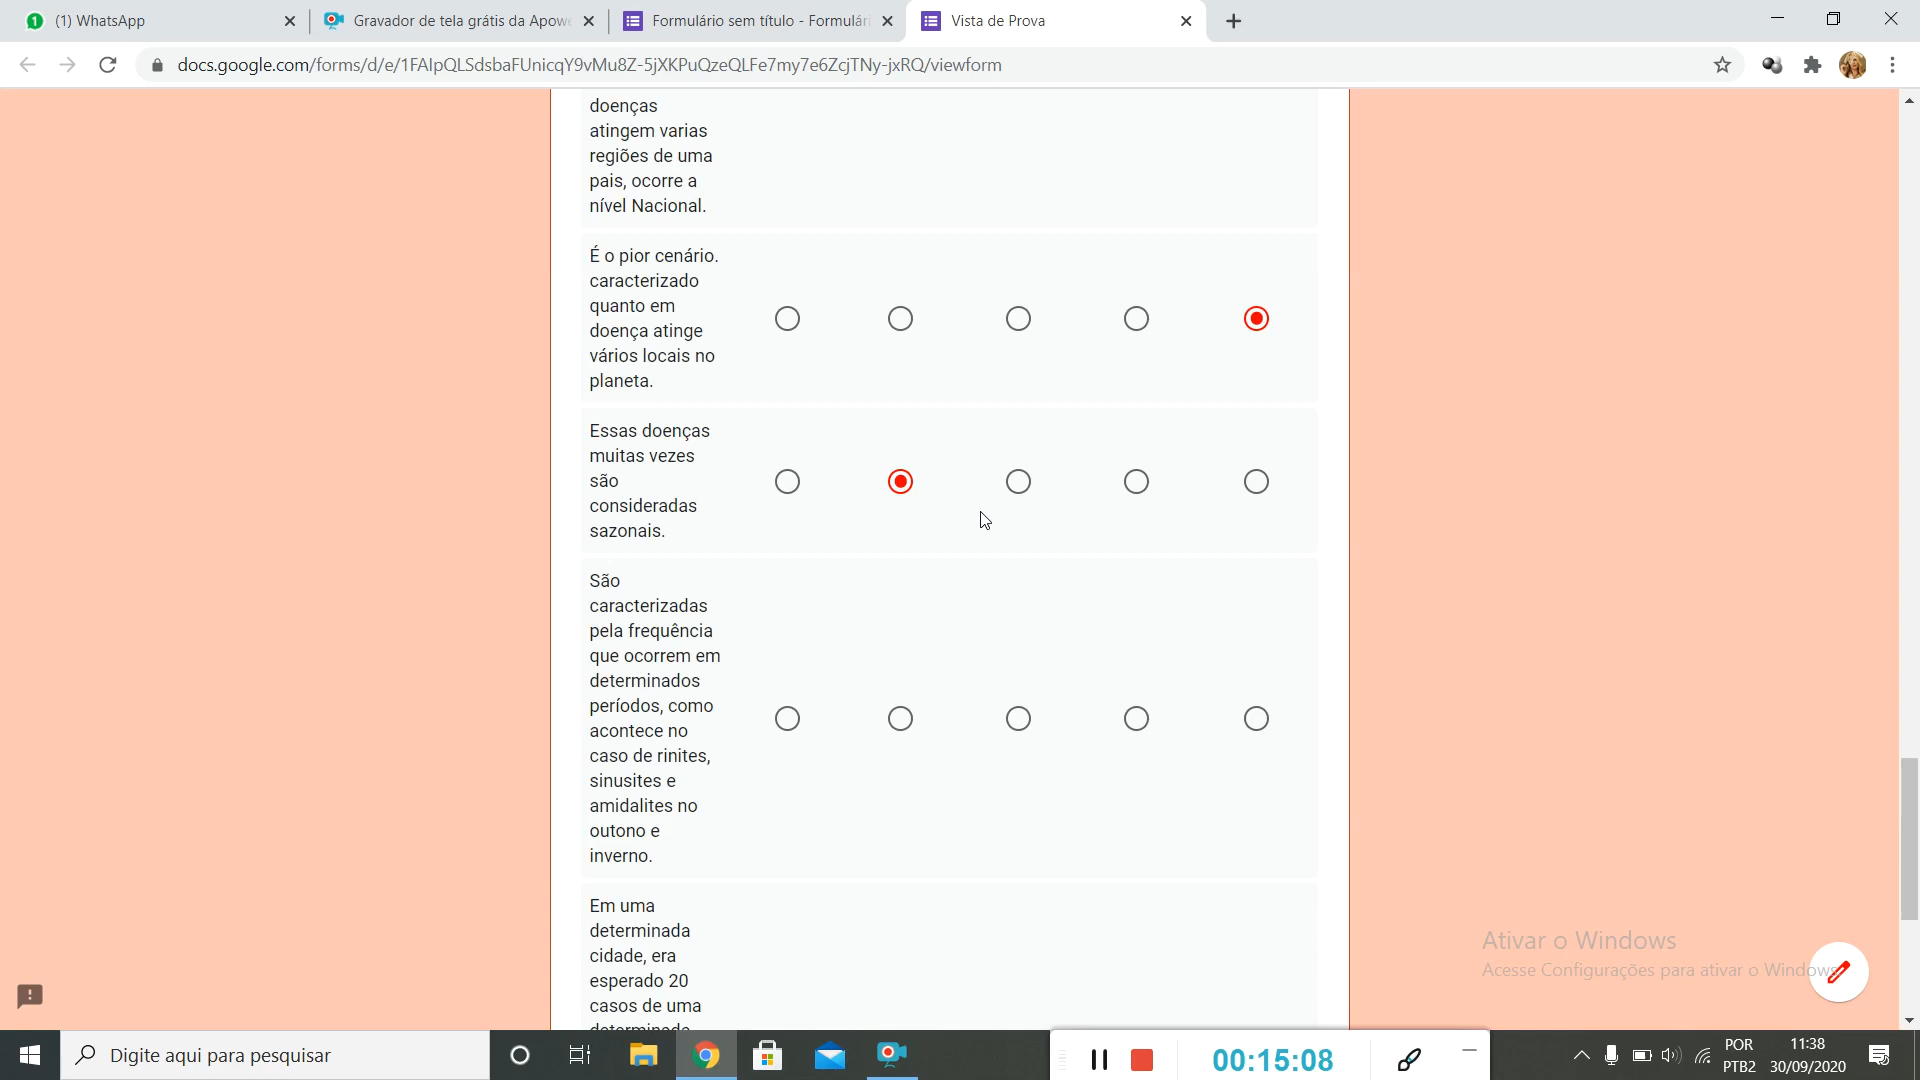 (1) WhatsApp
Gravador de tela grátis da Apowe
Formulário sem título - Formulári
Vista de Prova
docs.google.com/forms/d/e/1FAIpQLSdsbaFUnicqY9vMu8Z-5jXKPuQzeQLFe7my7e6ZcjTNy-jxRQ/viewform
doenças
atingem varias
regiões de uma
pais, ocorre a
nível Nacional.
É o pior cenário.
caracterizado
quanto em
doença atinge
vários locais no
planeta.
Essas doenças
muitas vezes
são
consideradas
sazonais.
São
caracterizadas
pela frequência
que ocorrem em
determinados
períodos, como
acontece no
caso de rinites,
sinusites e
amidalites no
outono e
inverno.
Em uma
determinada
cidade, era
esperado 20
casos de uma
determinada
Ativar o Windows
Acesse Configurações para ativar o Windows
Digite aqui para pesquisar
00:15:08
POR
PTB2
11:38
30/09/2020